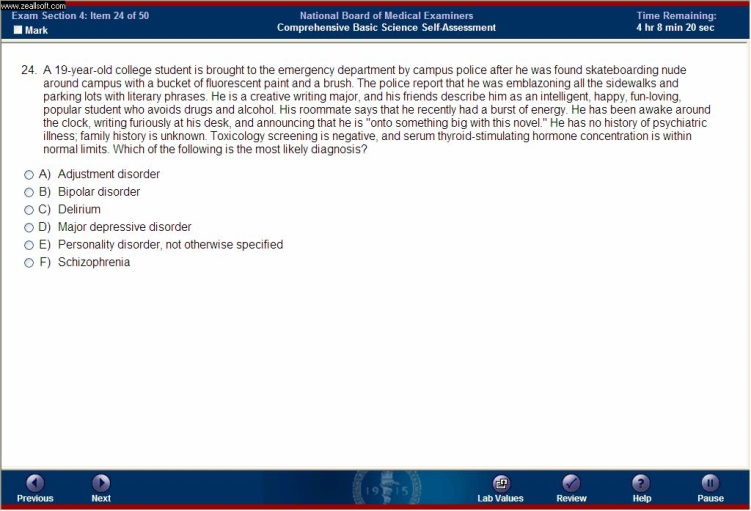 www.zeallsoft.com
Exam Section 4: Item 24 of 50
National Board of Medical Examiners
Time Remaining:
Mark
Comprehensive Basic Science Self-Assessment
4 hr 8 min 20 sec
24. A 19-year-old college student is brought to the emergency department by campus police after he was found skateboarding nude
around campus with a bucket of fluorescent paint and a brush. The police report that he was emblazoning all the sidewalks and
parking lots with literary phrases. He is a creative writing major, and his friends describe him as an intelligent, happy, fun-loving,
popular student who avoids drugs and alcohol. His roommate says that he recently had a burst of energy. He has been awake around
the clock, writing furiously at his desk, and announcing that he is "onto something big with this novel." He has no history of psychiatric
illness; family history is unknown. Toxicology screening is negative, and serum thyroid-stimulating hormone concentration is within
normal limits. Which of the following is the most likely diagnosis?
A) Adjustment disorder
B) Bipolar disorder
C) Delirium
D) Major depressive disorder
E) Personality disorder, not otherwise specified
F) Schizophrenia
1915
Previous
Next
Lab Values
Review
Help
Pause